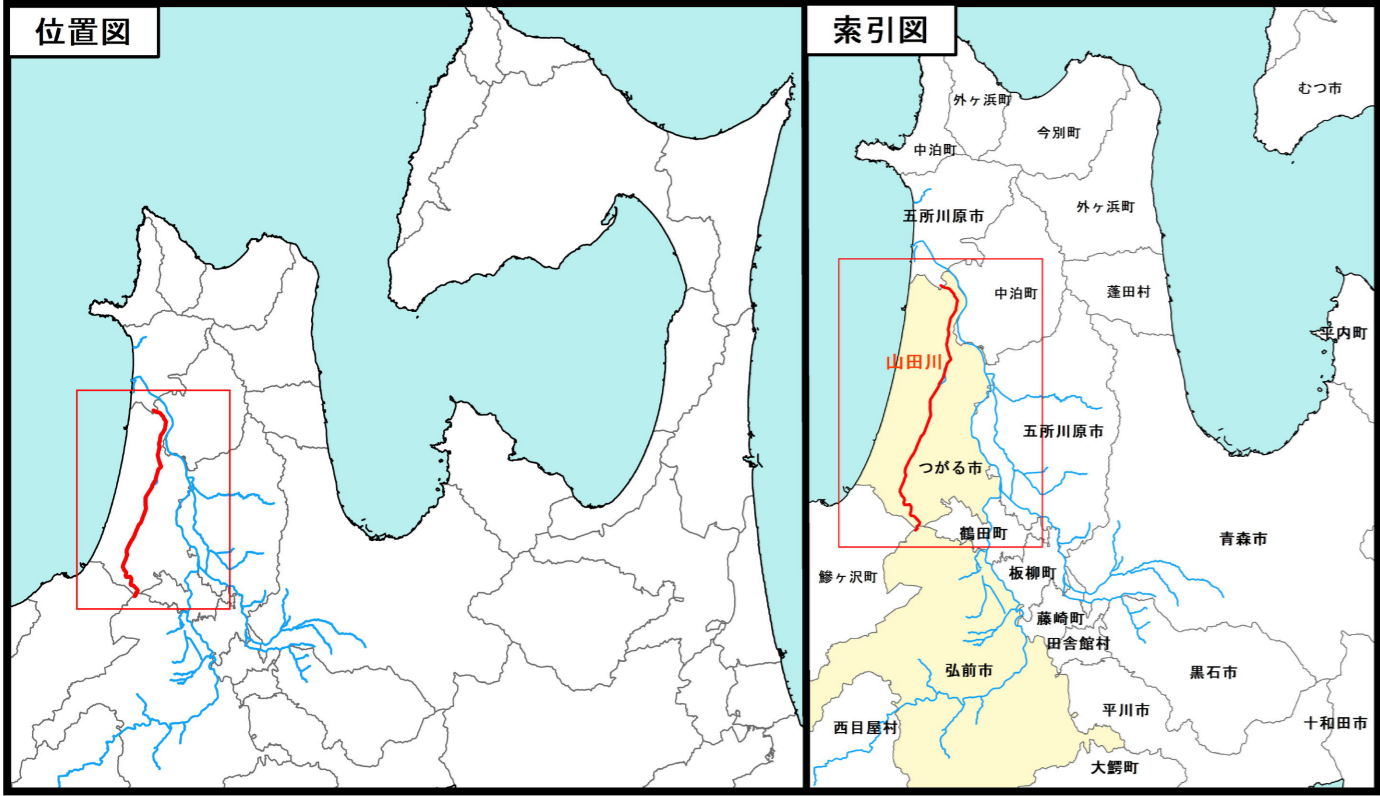 位置図
索引図
むつ市
外ヶ浜町
今別町
中泊町
外ヶ浜町
五所川原市
中泊町
蓬田村
平内町
山田川
五所川原市
つがる市
鶴田町
青森市
鰺ヶ沢町
板柳町
藤崎町
田舎館村
弘前市
黒石市
平川市
西目屋村
十和田市
大鰐町